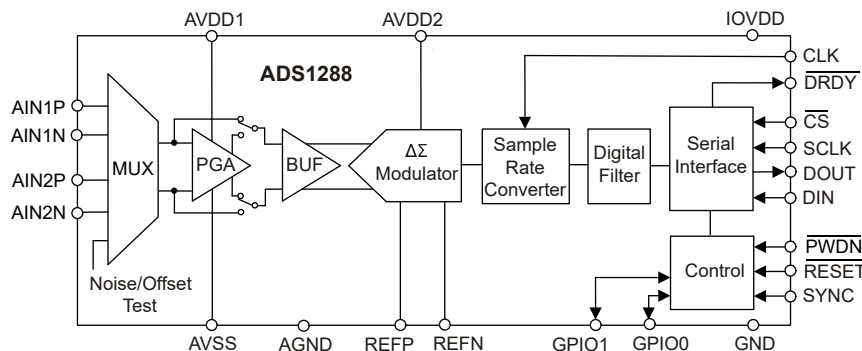 AVDD1
AVDD2
IOVDD
ADS1288
CLK
DRDY
AIN1P
AIN1N
AIN2P
AIN2N
MUX
PGA
BUF
ΔΣ
Modulator
Sample
Rate
Converter
Digital
Filter
Serial
Interface
CS
SCLK
DOUT
DIN
Noise/Offset
Test
Control
PWDN
RESET
SYNC
AVSS
AGND
REFP
REFN
GPIO1
GPIO0
GND